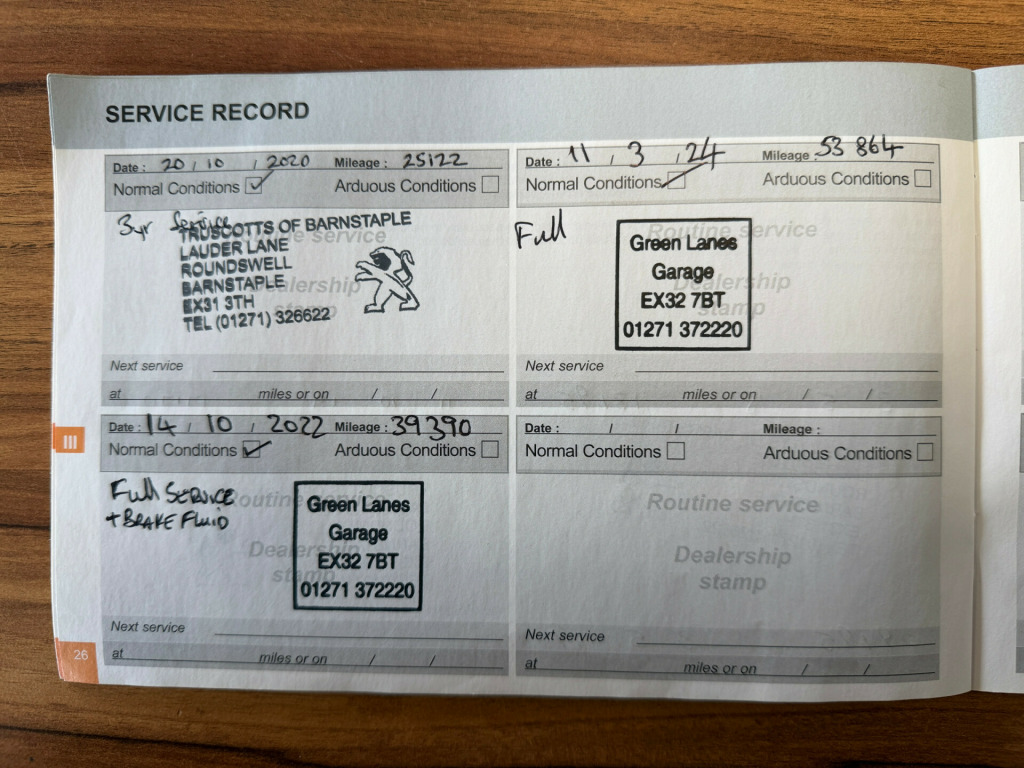 SERVICE RECORD
Date : 20 / 10 / 2020 Mileage : 25122
Normal Conditions Arduous Conditions
3yr Service
Routine service
TRUSCOTTS OF BARNSTAPLE
LAUDER LANE
ROUNDSWELL
BARNSTAPLE
EX31 3TH
TEL (01271) 326622
Dealership
stamp
Next service
at miles or on / /
Date : 14 / 10 / 2022 Mileage : 39390
Normal Conditions Arduous Conditions
Full SERVICE
+ BRAKE FLUID
Routine service
Green Lanes
Garage
EX32 7BT
01271 372220
Dealership
stamp
Next service
at miles or on / /
Date : 11 / 3 / 24 Mileage : 53 864
Normal Conditions Arduous Conditions
Full
Routine service
Green Lanes
Garage
EX32 7BT
01271 372220
Dealership
stamp
Next service
at miles or on / /
Date : / / Mileage :
Normal Conditions Arduous Conditions
Routine service
Dealership
stamp
Next service
at miles or on / /
III
26